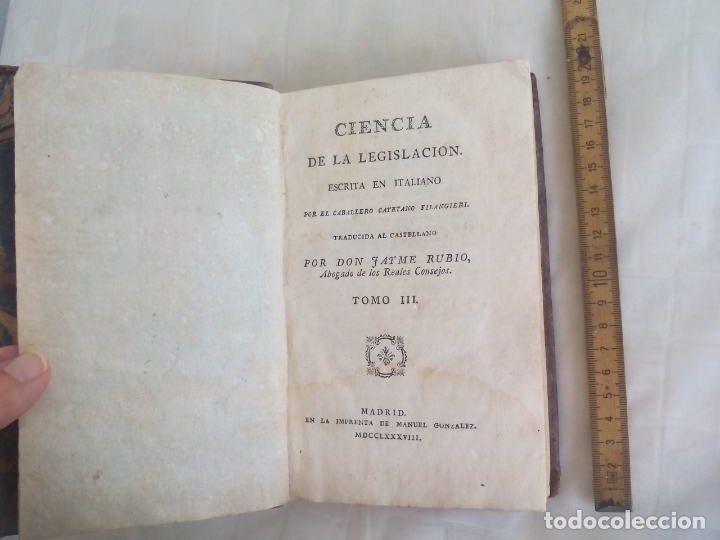 CIENCIA
DE LA LEGISLACION.
ESCRITA EN ITALIANO
POR EL CABALLERO CAYETANO FILANGIERI.
TRADUCIDA AL CASTELLANO
POR DON JAYME RUBIO,
Abogado de los Reales Consejos.
TOMO III.
MADRID.
EN LA IMPRENTA DE MANUEL GONZALEZ.
MDCCLXXXVIII.
todocoleccion.net